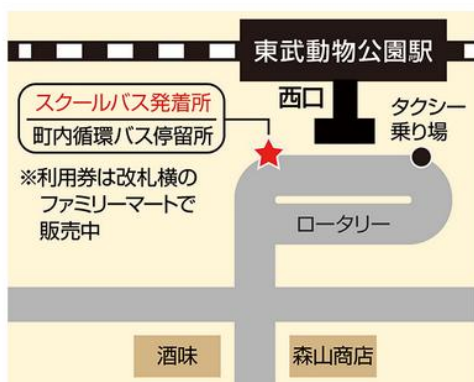 東武動物公園駅
西口
スクールバス発着所
町内循環バス停留所
タクシー
乗り場
※利用券は改札横の
ファミリーマートで
販売中
ロータリー
酒味
森山商店